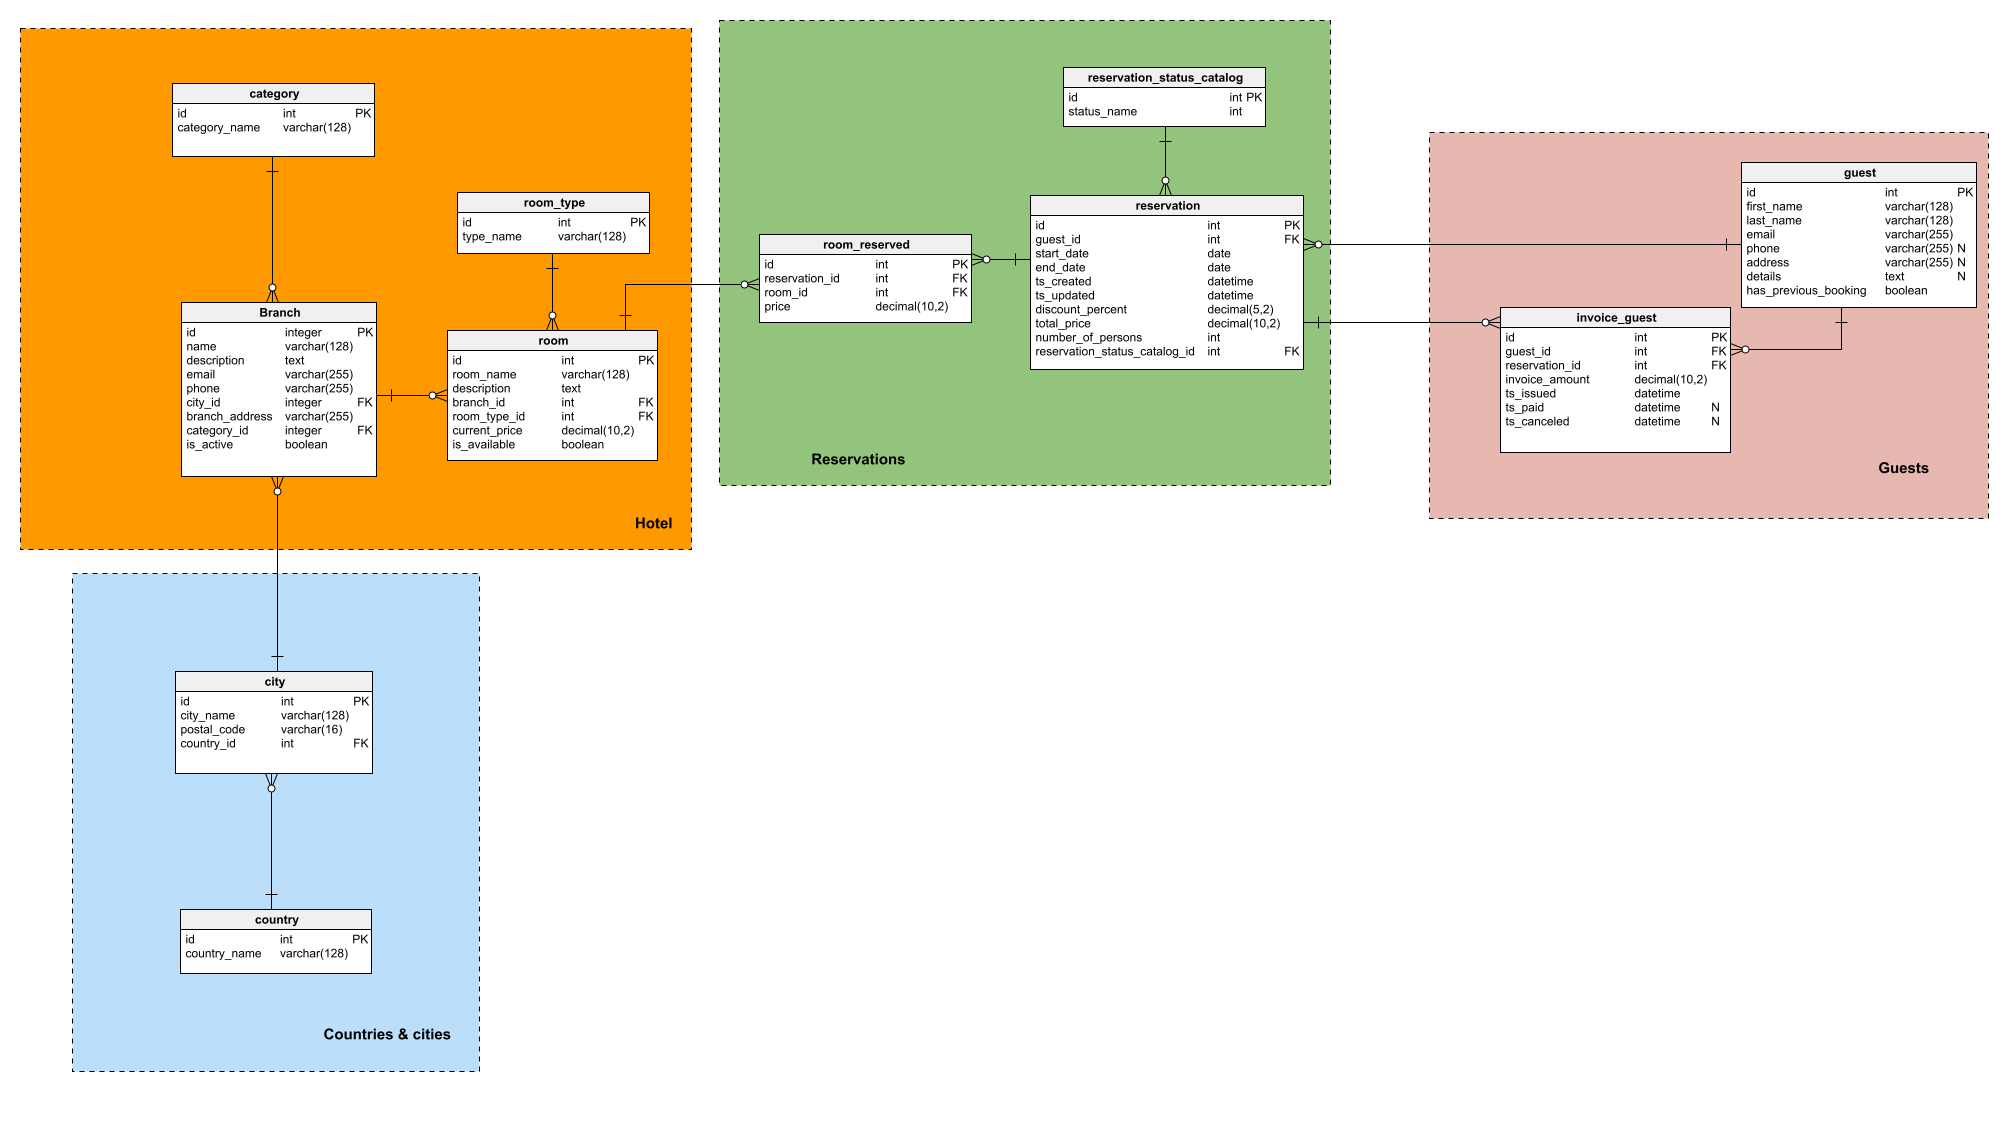 category
id int PK
category_name varchar(128)
room_type
id int PK
type_name varchar(128)
Branch
id integer PK
name varchar(128)
description text
email varchar(255)
phone varchar(255)
city_id integer FK
branch_address varchar(255)
category_id integer FK
is_active boolean
room
id int PK
room_name varchar(128)
description text
branch_id int FK
room_type_id int FK
current_price decimal(10,2)
is_available boolean
Hotel
reservation_status_catalog
id int PK
status_name int
room_reserved
id int PK
reservation_id int FK
room_id int FK
price decimal(10,2)
reservation
id int PK
guest_id int FK
start_date date
end_date date
ts_created datetime
ts_updated datetime
discount_percent decimal(5,2)
total_price decimal(10,2)
number_of_persons int
reservation_status_catalog_id int FK
Reservations
guest
id int PK
first_name varchar(128)
last_name varchar(128)
email varchar(255)
phone varchar(255) N
address varchar(255) N
details text N
has_previous_booking boolean
invoice_guest
id int PK
guest_id int FK
reservation_id int FK
invoice_amount decimal(10,2)
ts_issued datetime
ts_paid datetime N
ts_canceled datetime N
Guests
city
id int PK
city_name varchar(128)
postal_code varchar(16)
country_id int FK
country
id int PK
country_name varchar(128)
Countries & cities